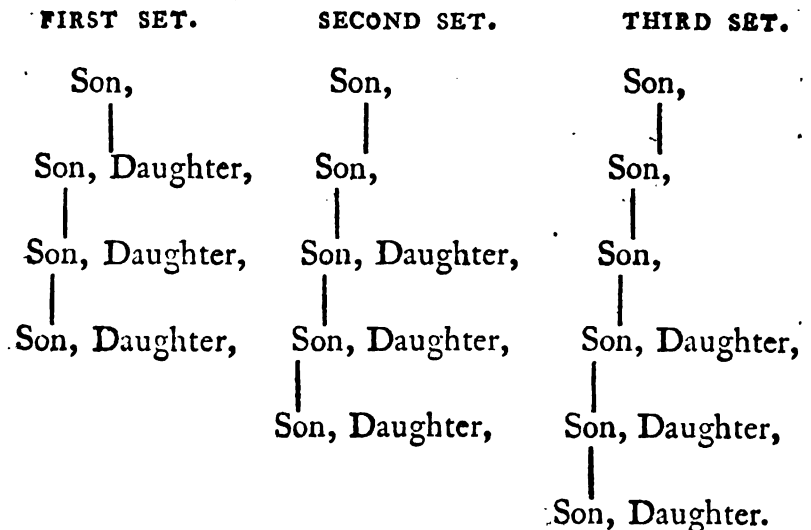 FIRST SET. SECOND SET. THIRD SET.
Son, Son, Son,
Son, Daughter, Son, Son,
Son, Daughter, Son, Daughter, Son,
Son, Daughter, Son, Daughter, Son, Daughter,
Son, Daughter, Son, Daughter,
Son, Daughter.